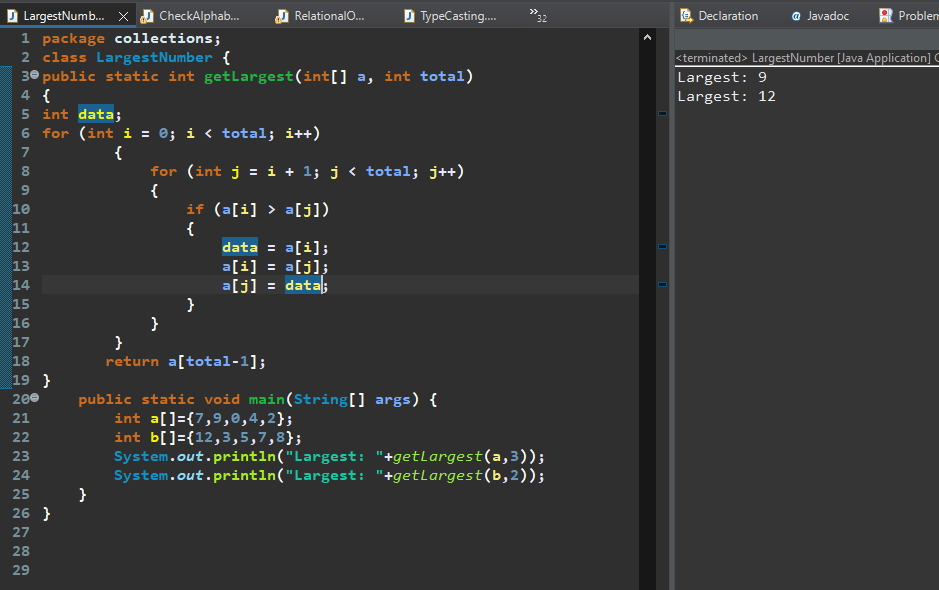 LargestNumb... CheckAlphab... RelationalO... TypeCasting.... 32
Declaration Javadoc Problem
1 package collections;
2 class LargestNumber {
3 public static int getLargest(int[] a, int total)
4 {
5 int data;
6 for (int i = 0; i < total; i++)
7 {
8 for (int j = i + 1; j < total; j++)
9 {
10 if (a[i] > a[j])
11 {
12 data = a[i];
13 a[i] = a[j];
14 a[j] = data;
15 }
16 }
17 }
18 return a[total-1];
19 }
20 public static void main(String[] args) {
21 int a[]={7,9,0,4,2};
22 int b[]={12,3,5,7,8};
23 System.out.println("Largest: "+getLargest(a,3));
24 System.out.println("Largest: "+getLargest(b,2));
25 }
26 }
27
28
29
<terminated> LargestNumber [Java Application] C
Largest: 9
Largest: 12